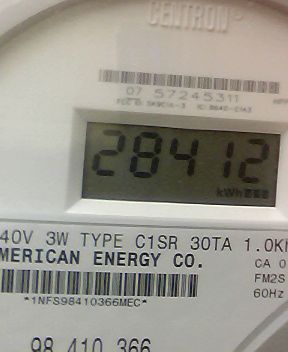 CENTRON
07 57245311
28412
kWh
40V 3W TYPE C1SR 30TA 1.0K
MERICAN ENERGY CO.
CA 0
FM2S
60Hz
*1NFS98410366MEC*
98 410 366